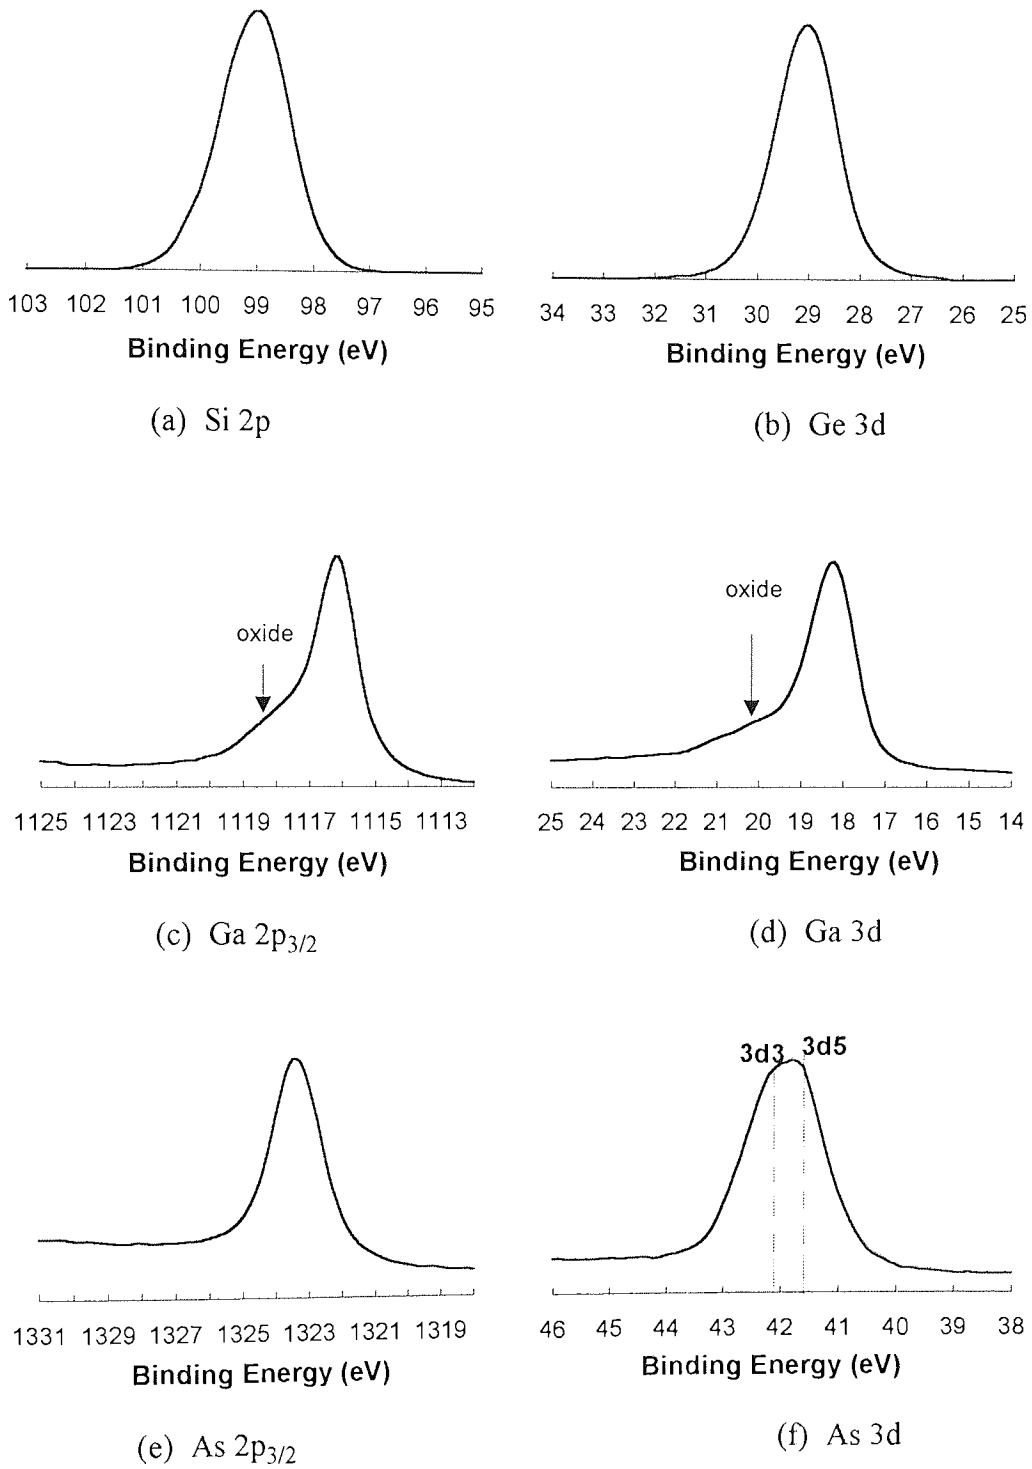 103 102 101 100 99 98 97 96 95
Binding Energy (eV)
(a) Si 2p
34 33 32 31 30 29 28 27 26 25
Binding Energy (eV)
(b) Ge 3d
oxide
1125 1123 1121 1119 1117 1115 1113
Binding Energy (eV)
(c) Ga 2p3/2
oxide
25 24 23 22 21 20 19 18 17 16 15 14
Binding Energy (eV)
(d) Ga 3d
1331 1329 1327 1325 1323 1321 1319
Binding Energy (eV)
(e) As 2p3/2
3d3 3d5
46 45 44 43 42 41 40 39 38
Binding Energy (eV)
(f) As 3d